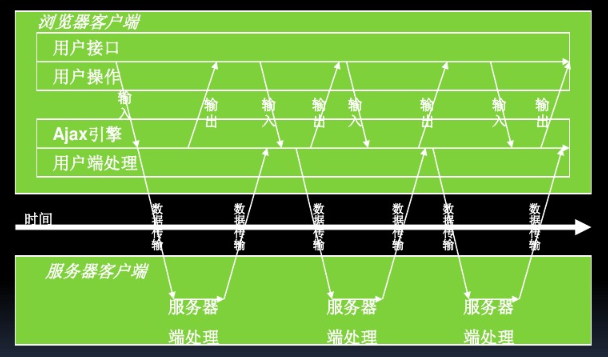 浏览器客户端
用户接口
用户操作
输入
输出
输入
输出
输入
输出
输入
输出
Ajax引擎
用户端处理
数据传输
数据传输
数据传输
数据传输
数据传输
数据传输
时间
服务器客户端
服务器
端处理
服务器
端处理
服务器
端处理